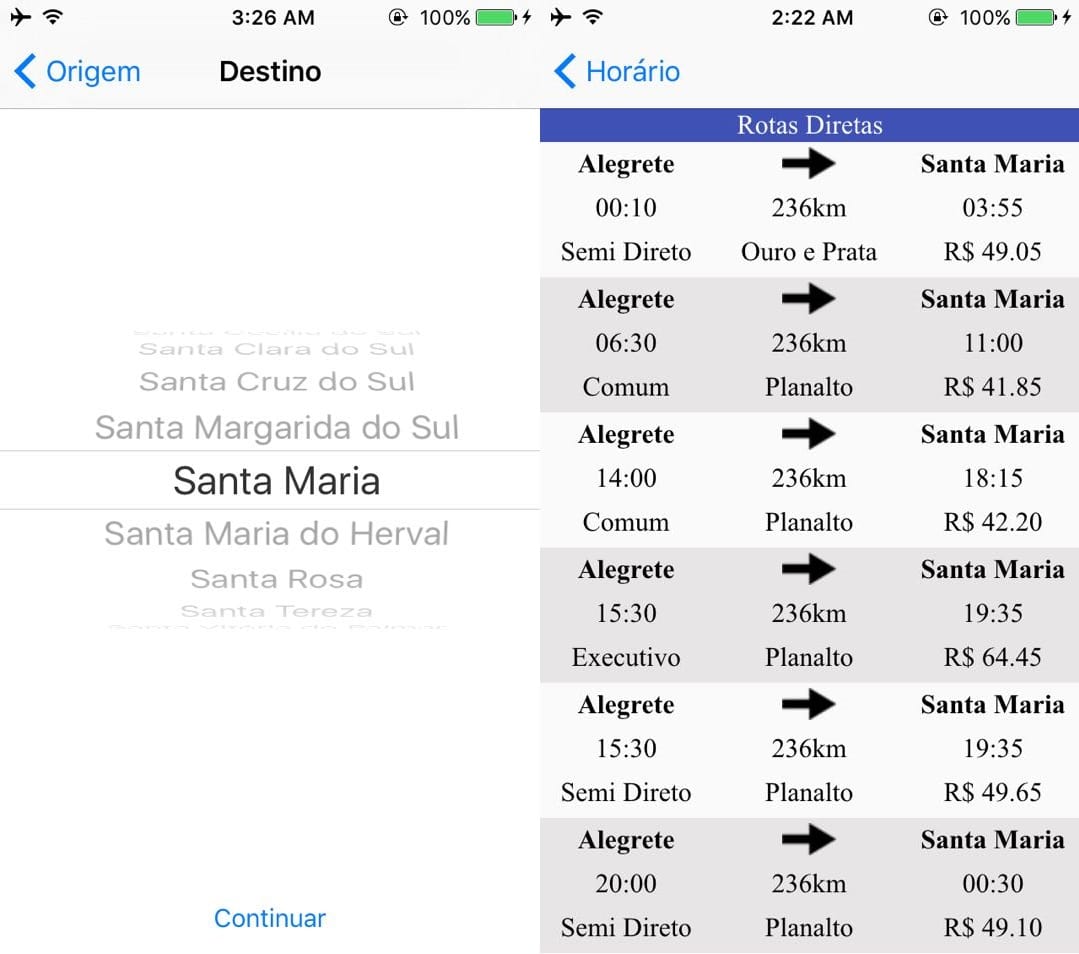 3:26 AM
100%
Origem
Destino
Santa Clara do Sul
Santa Cruz do Sul
Santa Margarida do Sul
Santa Maria
Santa Maria do Herval
Santa Rosa
Santa Tereza
Continuar
2:22 AM
100%
Horário
Rotas Diretas
Alegrete Santa Maria
00:10 236km 03:55
Semi Direto Ouro e Prata R$ 49.05
Alegrete Santa Maria
06:30 236km 11:00
Comum Planalto R$ 41.85
Alegrete Santa Maria
14:00 236km 18:15
Comum Planalto R$ 42.20
Alegrete Santa Maria
15:30 236km 19:35
Executivo Planalto R$ 64.45
Alegrete Santa Maria
15:30 236km 19:35
Semi Direto Planalto R$ 49.65
Alegrete Santa Maria
20:00 236km 00:30
Semi Direto Planalto R$ 49.10